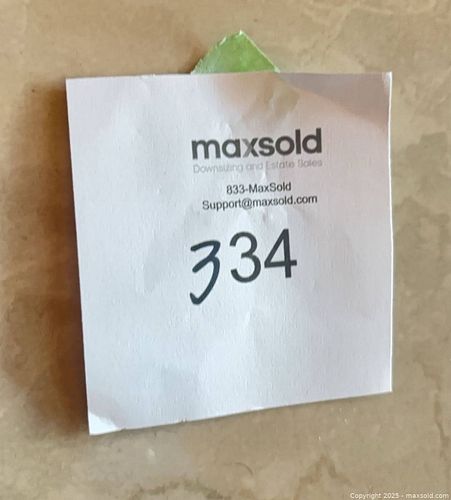 maxsold
Downsizing and Estate Sales
833-MaxSold
Support@maxsold.com
334
Copyright 2025 - maxsold.com